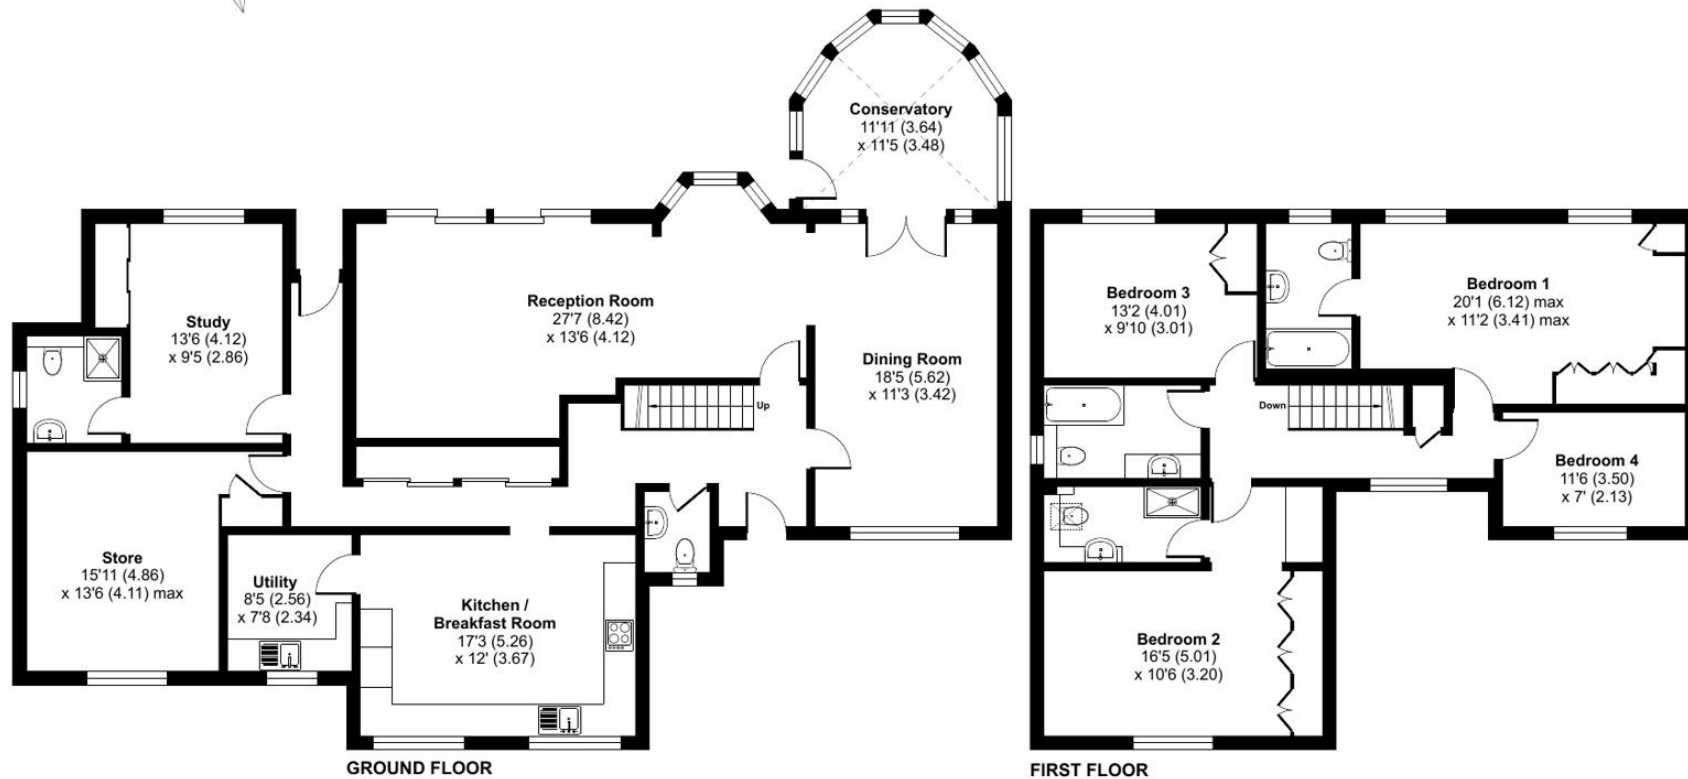 Conservatory
11'11 (3.64)
x 11'5 (3.48)
Study
13'6 (4.12)
x 9'5 (2.86)
Reception Room
27'7 (8.42)
x 13'6 (4.12)
Dining Room
18'5 (5.62)
x 11'3 (3.42)
Up
Store
15'11 (4.86)
x 13'6 (4.11) max
Utility
8'5 (2.56)
x 7'8 (2.34)
Kitchen /
Breakfast Room
17'3 (5.26)
x 12' (3.67)
GROUND FLOOR
Bedroom 3
13'2 (4.01)
x 9'10 (3.01)
Bedroom 1
20'1 (6.12) max
x 11'2 (3.41) max
Down
Bedroom 4
11'6 (3.50)
x 7' (2.13)
Bedroom 2
16'5 (5.01)
x 10'6 (3.20)
FIRST FLOOR